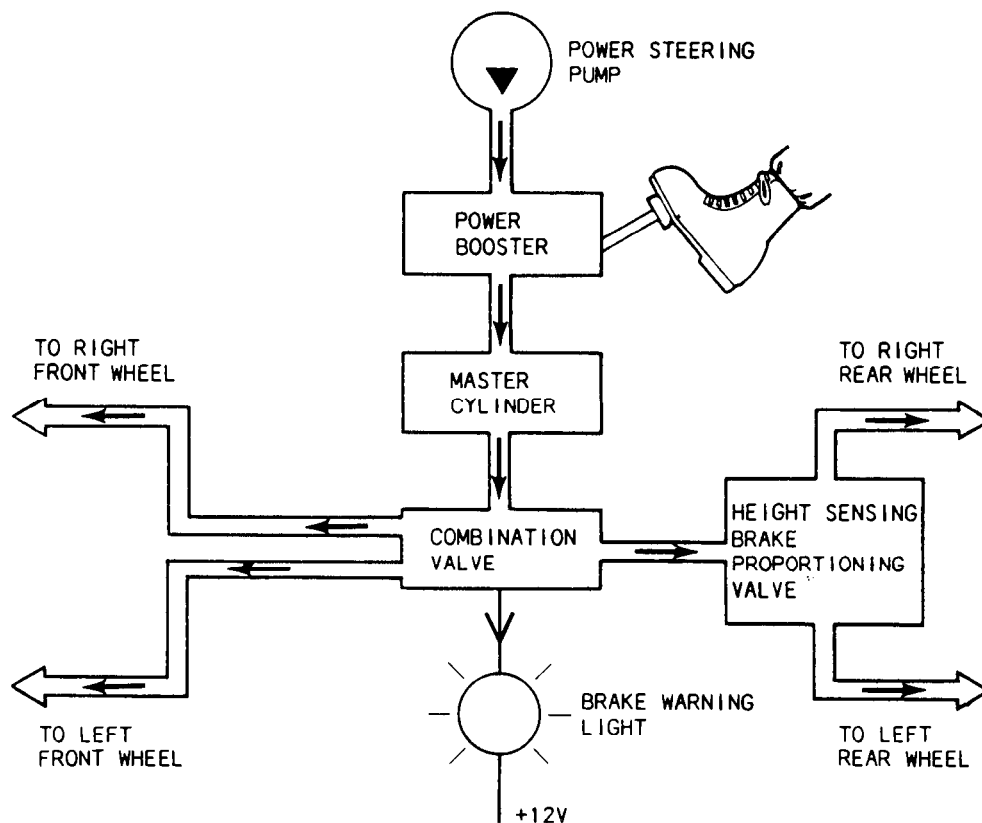 POWER STEERING
PUMP
POWER
BOOSTER
TO RIGHT
FRONT WHEEL
MASTER
CYLINDER
TO RIGHT
REAR WHEEL
COMBINATION
VALVE
HEIGHT SENSING
BRAKE
PROPORTIONING
VALVE
BRAKE WARNING
LIGHT
TO LEFT
FRONT WHEEL
TO LEFT
REAR WHEEL
+12V